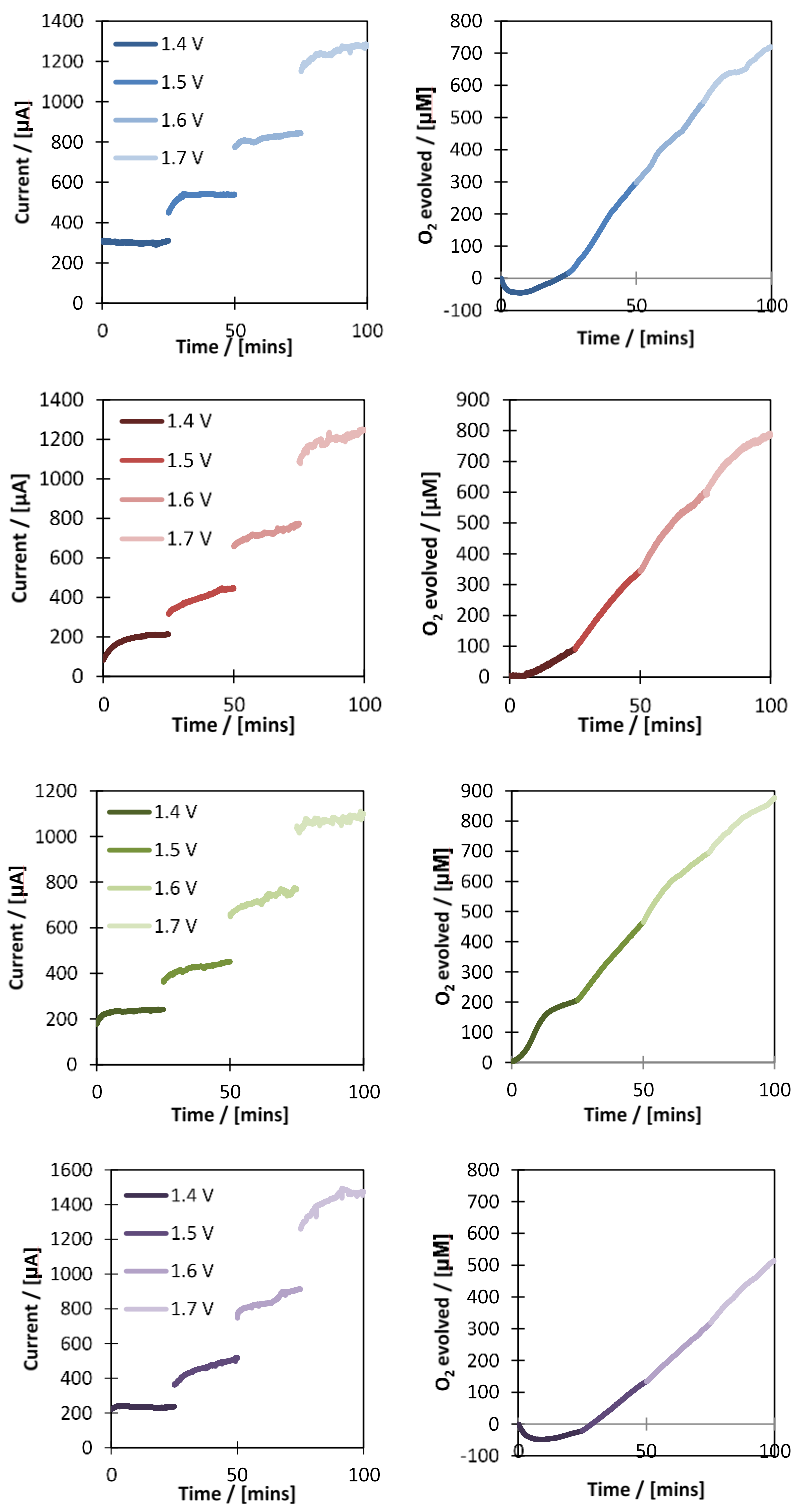 1400
1200
1000
800
600
400
200
0
Current / [µA]
1.4 V
1.5 V
1.6 V
1.7 V
0 50 100
Time / [mins]
800
700
600
500
400
300
200
100
0
-100
O2 evolved / [µM]
0 50 100
Time / [mins]
1400
1200
1000
800
600
400
200
0
Current / [µA]
1.4 V
1.5 V
1.6 V
1.7 V
0 50 100
Time / [mins]
900
800
700
600
500
400
300
200
100
0
O2 evolved / [µM]
0 50 100
Time / [mins]
1200
1000
800
600
400
200
0
Current / [µA]
1.4 V
1.5 V
1.6 V
1.7 V
0 50 100
Time / [mins]
900
800
700
600
500
400
300
200
100
0
O2 evolved / [µM]
0 50 100
Time / [mins]
1600
1400
1200
1000
800
600
400
200
0
Current / [µA]
1.4 V
1.5 V
1.6 V
1.7 V
0 50 100
Time / [mins]
800
700
600
500
400
300
200
100
0
-100
O2 evolved / [µM]
0 50 100
Time / [mins]